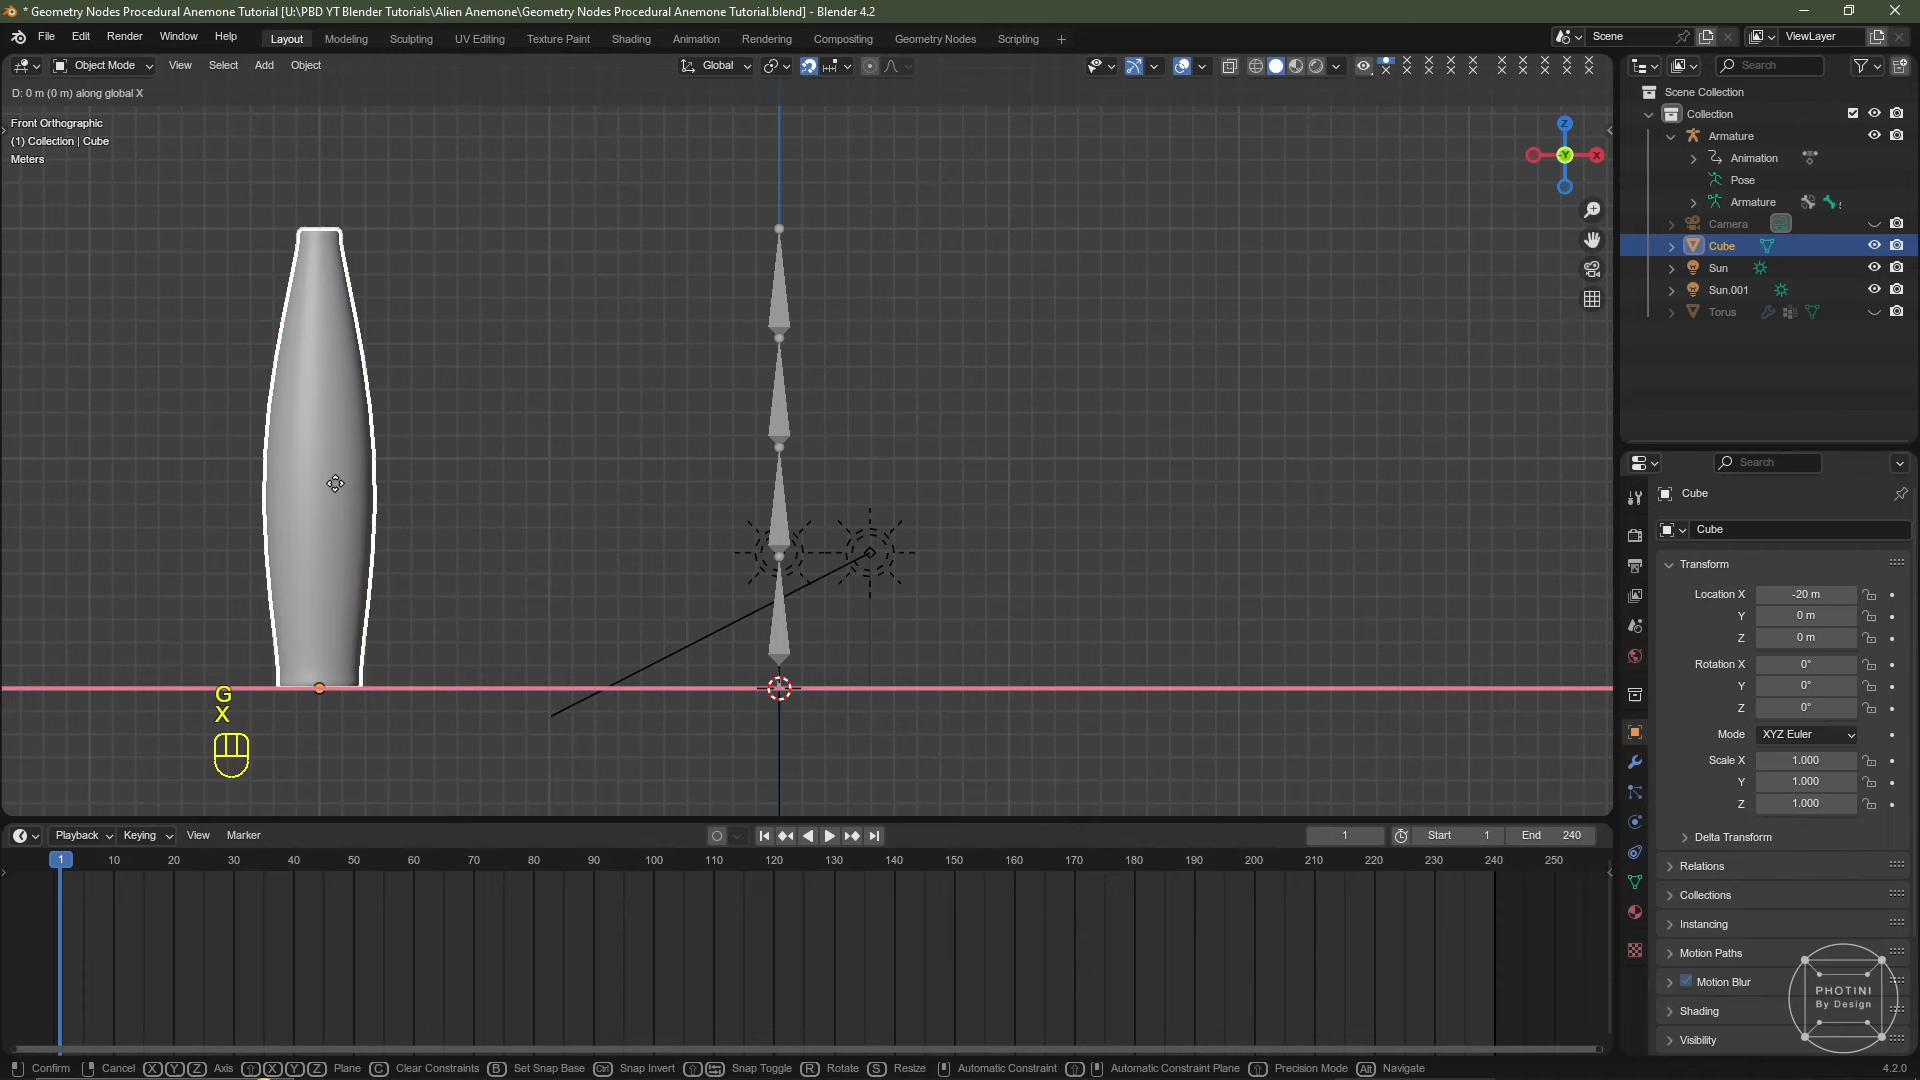 * Geometry Nodes Procedural Anemone Tutorial [U:\PBD YT Blender Tutorials\Alien Anemone\Geometry Nodes Procedural Anemone Tutorial.blend] - Blender 4.2
File Edit Render Window Help
Layout Modeling Sculpting UV Editing Texture Paint Shading Animation Rendering Compositing Geometry Nodes Scripting +
Scene
ViewLayer
Object Mode View Select Add Object
Global
Search
D: 0 m (0 m) along global X
Front Orthographic
(1) Collection | Cube
Meters
Z
-Y
X
Scene Collection
Collection
Armature
Animation
Pose
Armature
Camera
Cube
Sun
Sun.001
Torus
G
X
Search
Cube
Cube
Transform
Location X -20 m
Y 0 m
Z 0 m
Rotation X 0°
Y 0°
Z 0°
Mode XYZ Euler
Scale X 1.000
Y 1.000
Z 1.000
Delta Transform
Relations
Collections
Instancing
Motion Paths
Motion Blur
Shading
Visibility
PHOTINI
By Design
Playback Keying View Marker
1 Start 1 End 240
1 10 20 30 40 50 60 70 80 90 100 110 120 130 140 150 160 170 180 190 200 210 220 230 240 250
Confirm Cancel X Y Z Axis X Y Z Plane C Clear Constraints B Set Snap Base Ctrl Snap Invert Snap Toggle R Rotate S Resize Automatic Constraint Automatic Constraint Plane Precision Mode Alt Navigate 4.2.0